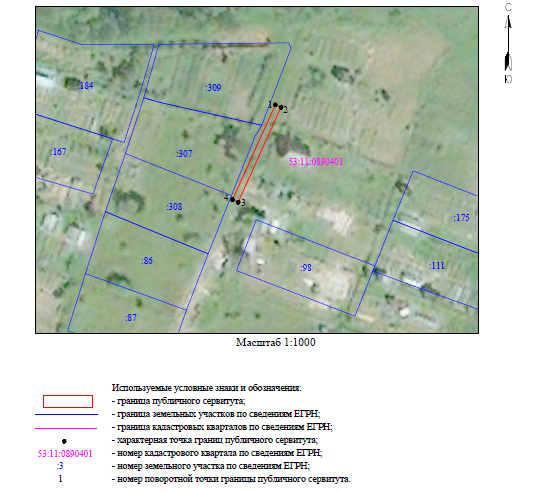 С
:184
:309
1
2
:167
:307
53:11:0890401
4
3
:308
:175
:86
:98
:111
:87
Ю
Масштаб 1:1000
Используемые условные знаки и обозначения:
- граница публичного сервитута;
- граница земельных участков по сведениям ЕГРН;
- граница кадастровых кварталов по сведениям ЕГРН;
- характерная точка границ публичного сервитута;
53:11:0890401 - номер кадастрового квартала по сведениям ЕГРН;
:3 - номер земельного участка по сведениям ЕГРН;
1 - номер поворотной точки границы публичного сервитута.